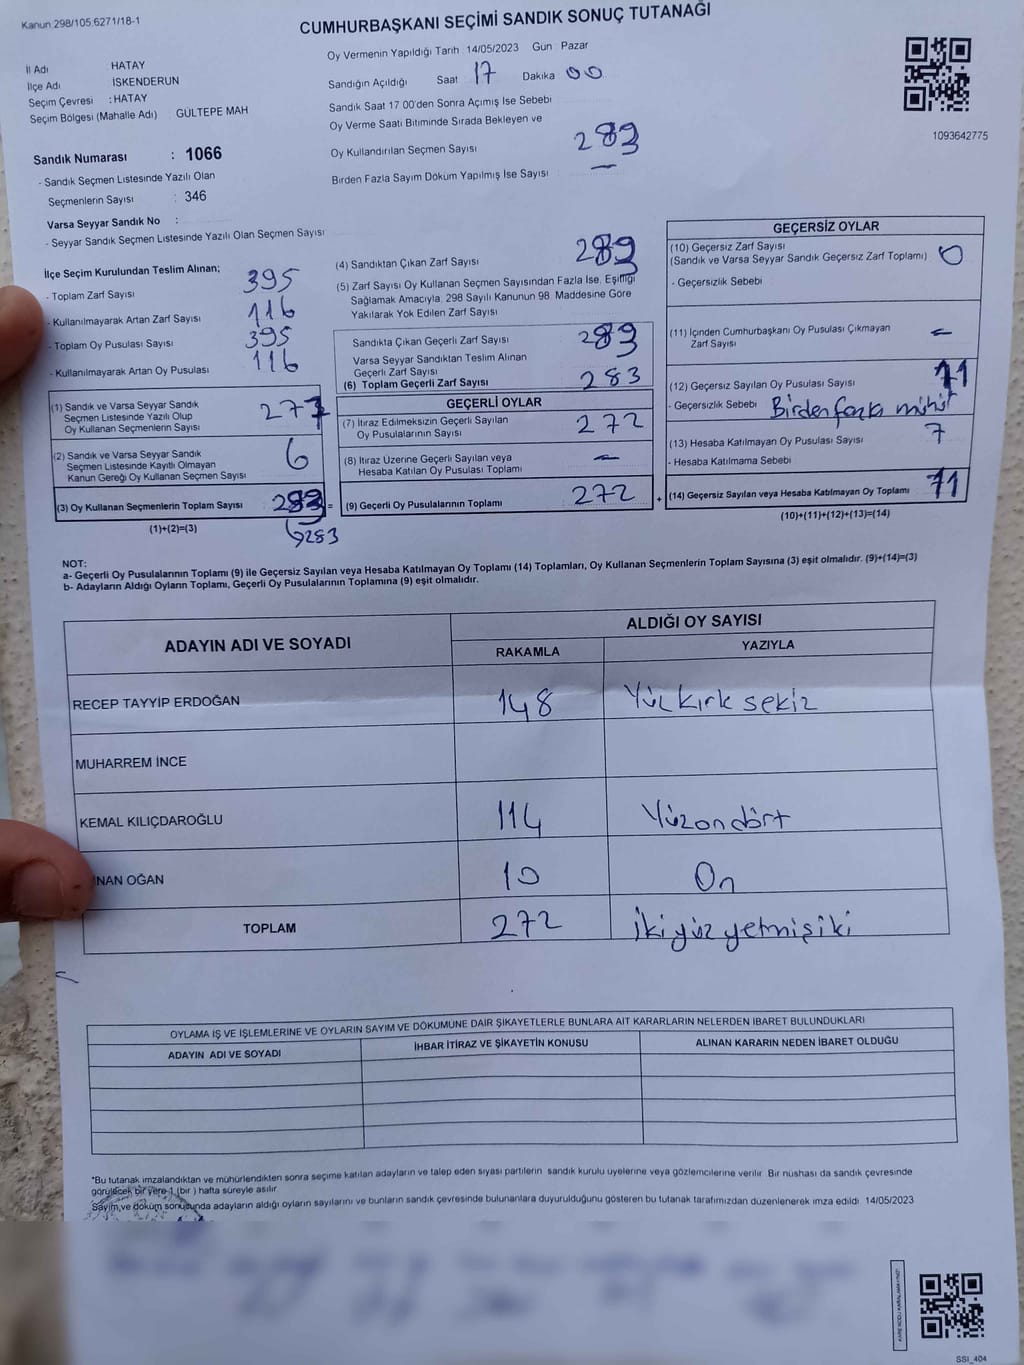 Kanun 298/105,6271/18-1
CUMHURBAŞKANI SEÇİMİ SANDIK SONUÇ TUTANAĞI
İl Adı HATAY
İlçe Adı İSKENDERUN
Seçim Çevresi : HATAY
Seçim Bölgesi (Mahalle Adı) : GÜLTEPE MAH
Sandık Numarası : 1066
- Sandık Seçmen Listesinde Yazılı Olan
Seçmenlerin Sayısı : 346
Varsa Seyyar Sandık No :
- Seyyar Sandık Seçmen Listesinde Yazılı Olan Seçmen Sayısı
Oy Vermenin Yapıldığı Tarih 14/05/2023 Gün Pazar
Sandığın Açıldığı Saat 17 Dakika 00
Sandık Saat 17 00'den Sonra Açımış İse Sebebi
Oy Verme Saati Bitiminde Sırada Bekleyen ve
Oy Kullandırılan Seçmen Sayısı 283
Birden Fazla Sayım Döküm Yapılmış İse Sayısı —
1093642775
İlçe Seçim Kurulundan Teslim Alınan;
- Toplam Zarf Sayısı 395
- Kullanılmayarak Artan Zarf Sayısı 116
- Toplam Oy Pusulası Sayısı 395
- Kullanılmayarak Artan Oy Pusulası 116
(1) Sandık ve Varsa Seyyar Sandık
Seçmen Listesinde Yazılı Olup
Oy Kullanan Seçmenlerin Sayısı 277
(2) Sandık ve Varsa Seyyar Sandık
Seçmen Listesinde Kayıtlı Olmayan
Kanun Gereği Oy Kullanan Seçmen Sayısı 6
(3) Oy Kullanan Seçmenlerin Toplam Sayısı 283 =
(1)+(2)=(3) 283
(4) Sandıktan Çıkan Zarf Sayısı 283
(5) Zarf Sayısı Oy Kullanan Seçmen Sayısından Fazla İse, Eşitliği
Sağlamak Amacıyla, 298 Sayılı Kanunun 98. Maddesine Göre
Yakılarak Yok Edilen Zarf Sayısı
Sandıkta Çıkan Geçerli Zarf Sayısı 283
Varsa Seyyar Sandıktan Teslim Alınan
Geçerli Zarf Sayısı
(6) Toplam Geçerli Zarf Sayısı 283
GEÇERLİ OYLAR
(7) İtiraz Edilmeksizin Geçerli Sayılan
Oy Pusulalarının Sayısı 272
(8) İtiraz Üzerine Geçerli Sayılan veya
Hesaba Katılan Oy Pusulası Toplamı —
(9) Geçerli Oy Pusulalarının Toplamı 272 +
GEÇERSİZ OYLAR
(10) Geçersiz Zarf Sayısı
(Sandık ve Varsa Seyyar Sandık Geçersiz Zarf Toplamı) 0
- Geçersizlik Sebebi
(11) İçinden Cumhurbaşkanı Oy Pusulası Çıkmayan
Zarf Sayısı —
(12) Geçersiz Sayılan Oy Pusulası Sayısı 11
- Geçersizlik Sebebi Birden fazla mühür
(13) Hesaba Katılmayan Oy Pusulası Sayısı 7
- Hesaba Katılmama Sebebi
(14) Geçersiz Sayılan veya Hesaba Katılmayan Oy Toplamı 11
(10)+(11)+(12)+(13)=(14)
NOT:
a- Geçerli Oy Pusulalarının Toplamı (9) ile Geçersiz Sayılan veya Hesaba Katılmayan Oy Toplamı (14) Toplamları, Oy Kullanan Seçmenlerin Toplam Sayısına (3) eşit olmalıdır. (9)+(14)=(3)
b- Adayların Aldığı Oyların Toplamı, Geçerli Oy Pusulalarının Toplamına (9) eşit olmalıdır.
ADAYIN ADI VE SOYADI ALDIĞI OY SAYISI
RAKAMLA YAZIYLA
RECEP TAYYİP ERDOĞAN 148 Yüz kırk sekiz
MUHARREM İNCE
KEMAL KILIÇDAROĞLU 114 Yüzondört
NAN OĞAN 10 On
TOPLAM 272 İkiyüz yetmişiki
OYLAMA İŞ VE İŞLEMLERİNE VE OYLARIN SAYIM VE DÖKÜMÜNE DAİR ŞİKAYETLERLE BUNLARA AİT KARARLARIN NELERDEN İBARET BULUNDUKLARI
ADAYIN ADI VE SOYADI İHBAR İTİRAZ VE ŞİKAYETİN KONUSU ALINAN KARARIN NEDEN İBARET OLDUĞU
*Bu tutanak imzalandıktan ve mühürlendikten sonra seçime katılan adayların ve talep eden siyasi partilerin sandık kurulu üyelerine veya gözlemcilerine verilir. Bir nüshası da sandık çevresinde
görülecek bir yere 1 (bir) hafta süreyle asılır
Sayım ve döküm sonucunda adayların aldığı oyların sayılarını ve bunların sandık çevresinde bulunanlara duyurulduğunu gösteren bu tutanak tarafımızdan düzenlenerek imza edildi 14/05/2023
SSI_404